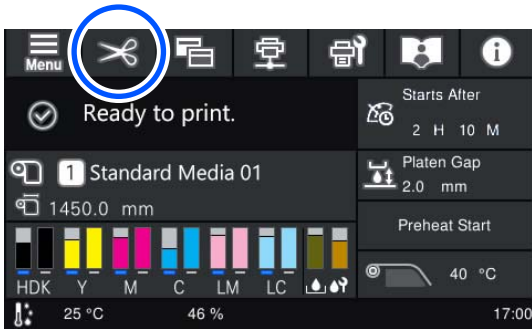 Menu
Ready to print.
Starts After
2 H 10 M
1 Standard Media 01
Platen Gap
2.0 mm
1450.0 mm
Preheat Start
HDK Y M C LM LC
40 °C
25 °C 46 % 17:00